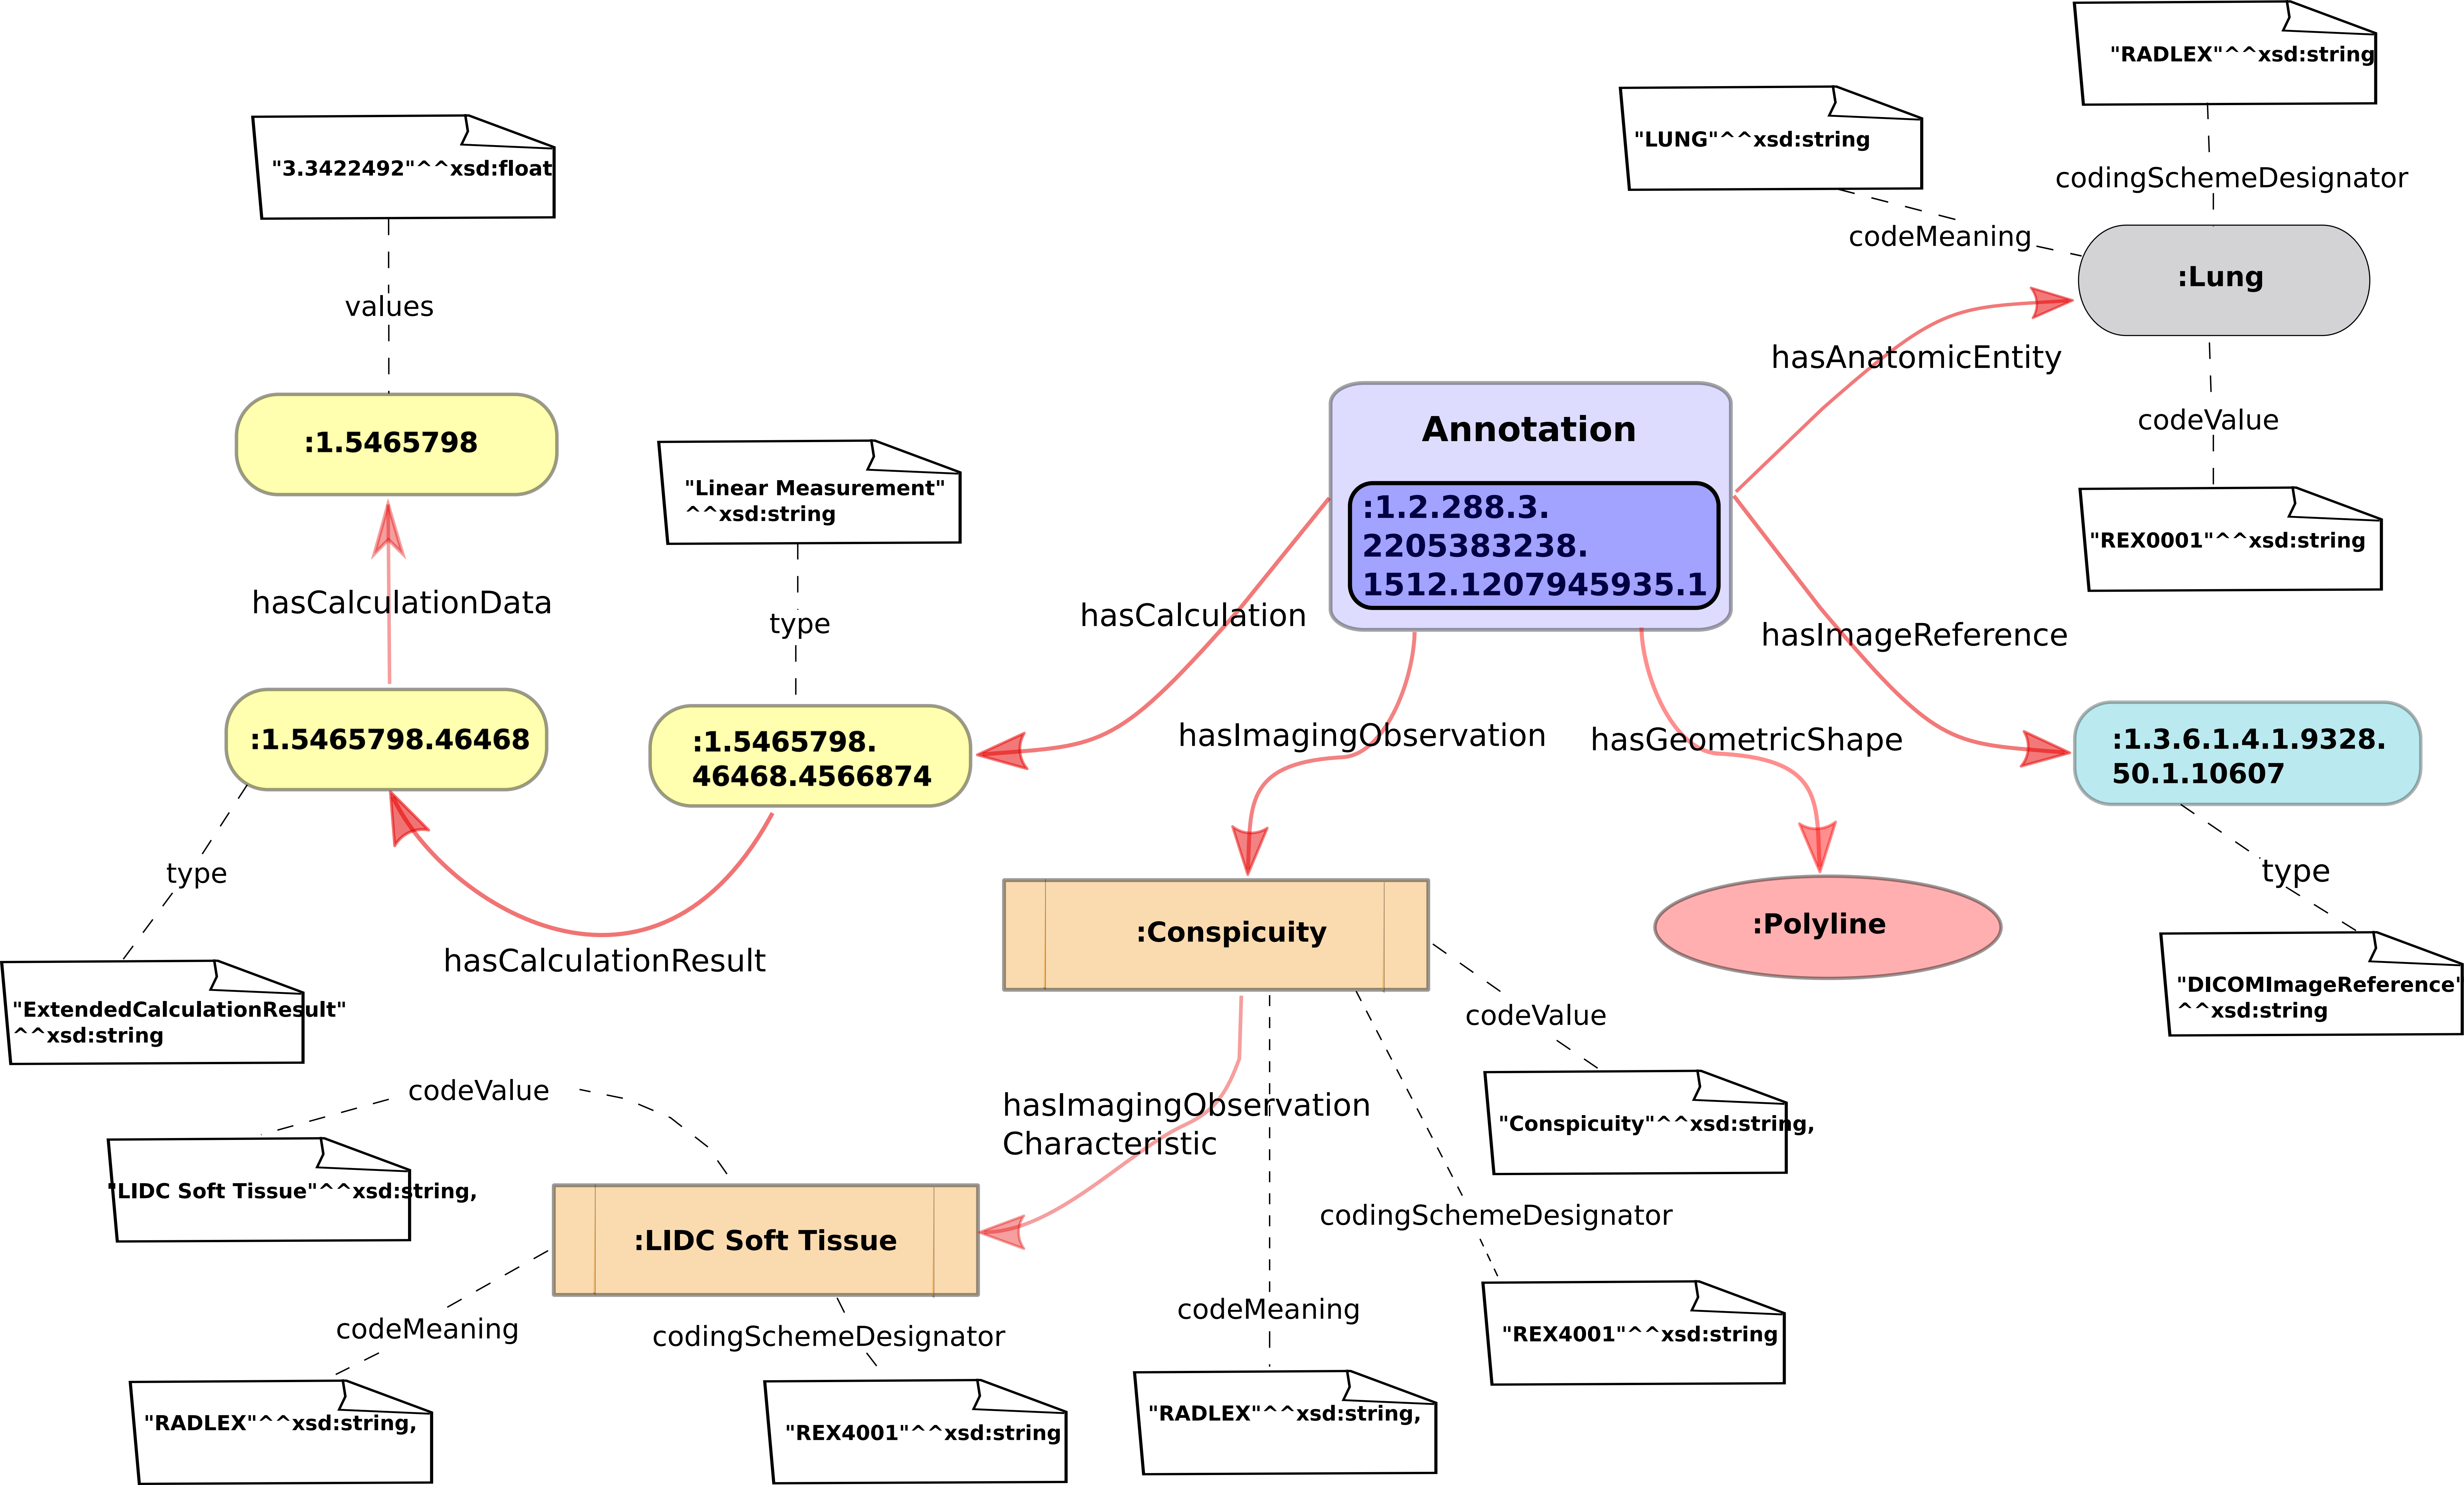 "RADLEX"^^xsd:string
"LUNG"^^xsd:string
"3.3422492"^^xsd:float
codingSchemeDesignator
codeMeaning
:Lung
values
hasAnatomicEntity
codeValue
Annotation
:1.5465798
"Linear Measurement"
^^xsd:string
:1.2.288.3.
2205383238.
1512.1207945935.1
"REX0001"^^xsd:string
hasCalculationData
type
hasCalculation
hasImageReference
:1.5465798.46468
:1.5465798.
46468.4566874
hasImagingObservation
hasGeometricShape
:1.3.6.1.4.1.9328.
50.1.10607
type
type
hasCalculationResult
:Conspicuity
:Polyline
"ExtendedCalculationResult"
^^xsd:string
"DICOMImageReference"
^^xsd:string
codeValue
codeValue
hasImagingObservation
Characteristic
"Conspicuity"^^xsd:string,
"LIDC Soft Tissue"^^xsd:string,
:LIDC Soft Tissue
codingSchemeDesignator
codeMeaning
codingSchemeDesignator
codeMeaning
"REX4001"^^xsd:string
"RADLEX"^^xsd:string,
"REX4001"^^xsd:string
"RADLEX"^^xsd:string,